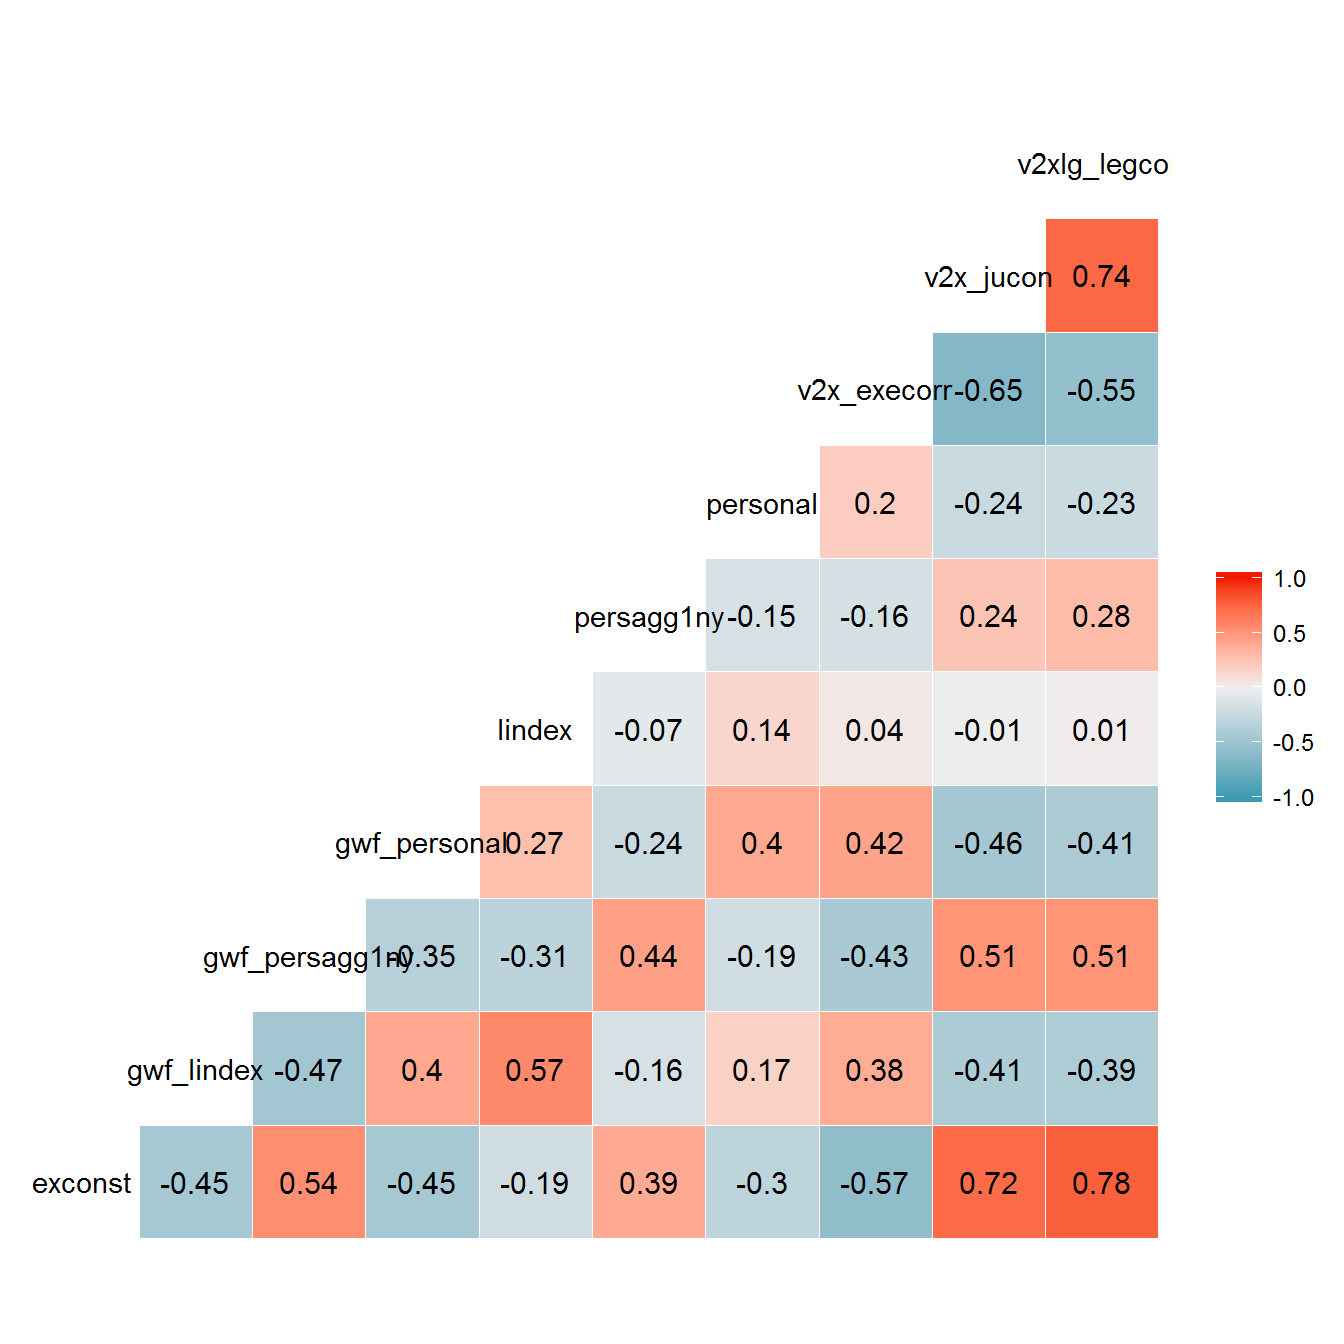 v2xlg_legco
v2x_jucon 0.74
v2x_execorr -0.65 -0.55
personal 0.2 -0.24 -0.23
persagg1ny -0.15 -0.16 0.24 0.28
lindex -0.07 0.14 0.04 -0.01 0.01
gwf_personal 0.27 -0.24 0.4 0.42 -0.46 -0.41
gwf_persagg1ny -0.35 -0.31 0.44 -0.19 -0.43 0.51 0.51
gwf_lindex -0.47 0.4 0.57 -0.16 0.17 0.38 -0.41 -0.39
exconst -0.45 0.54 -0.45 -0.19 0.39 -0.3 -0.57 0.72 0.78
1.0
0.5
0.0
-0.5
-1.0